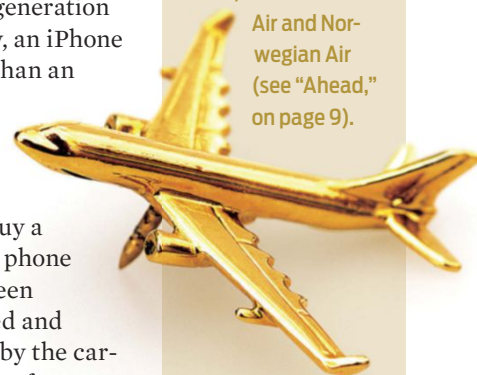 generation
, an iPhone
han an
uy a
phone
een
ed and
by the car-
Air and Nor-
wegian Air
(see “Ahead,”
on page 9).